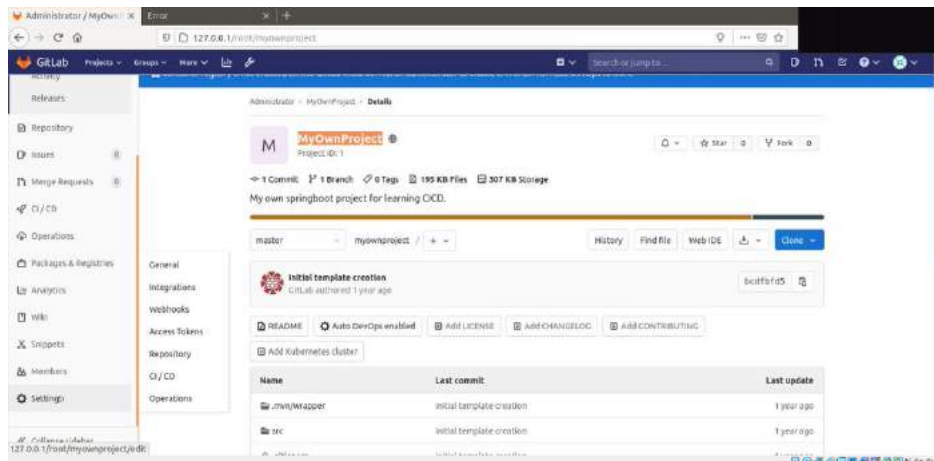 Administrator / MyOwn
Error
127.0.0.1/root/myownproject
GitLab Projects Groups More Search or jump to...
Activity
Releases
Administrator › MyOwnProject › Details
Repository
M MyOwnProject
Project ID: 1
Star 0 Fork 0
Issues 0
Merge Requests 0
1 Commit 1 Branch 0 Tags 195 KB Files 307 KB Storage
My own springboot project for learning CICD.
CI / CD
Operations
master myownproject / + History Find file Web IDE Clone
Packages & Registries
Analytics
Wiki
Snippets
Members
Settings
Collapse sidebar
General
Integrations
Webhooks
Access Tokens
Repository
CI / CD
Operations
Initial template creation
GitLab authored 1 year ago
bcdfbfd5
README Auto DevOps enabled Add LICENSE Add CHANGELOG Add CONTRIBUTING
Add Kubernetes cluster
Name Last commit Last update
.mvn/wrapper Initial template creation 1 year ago
src Initial template creation 1 year ago
127.0.0.1/root/myownproject/edit